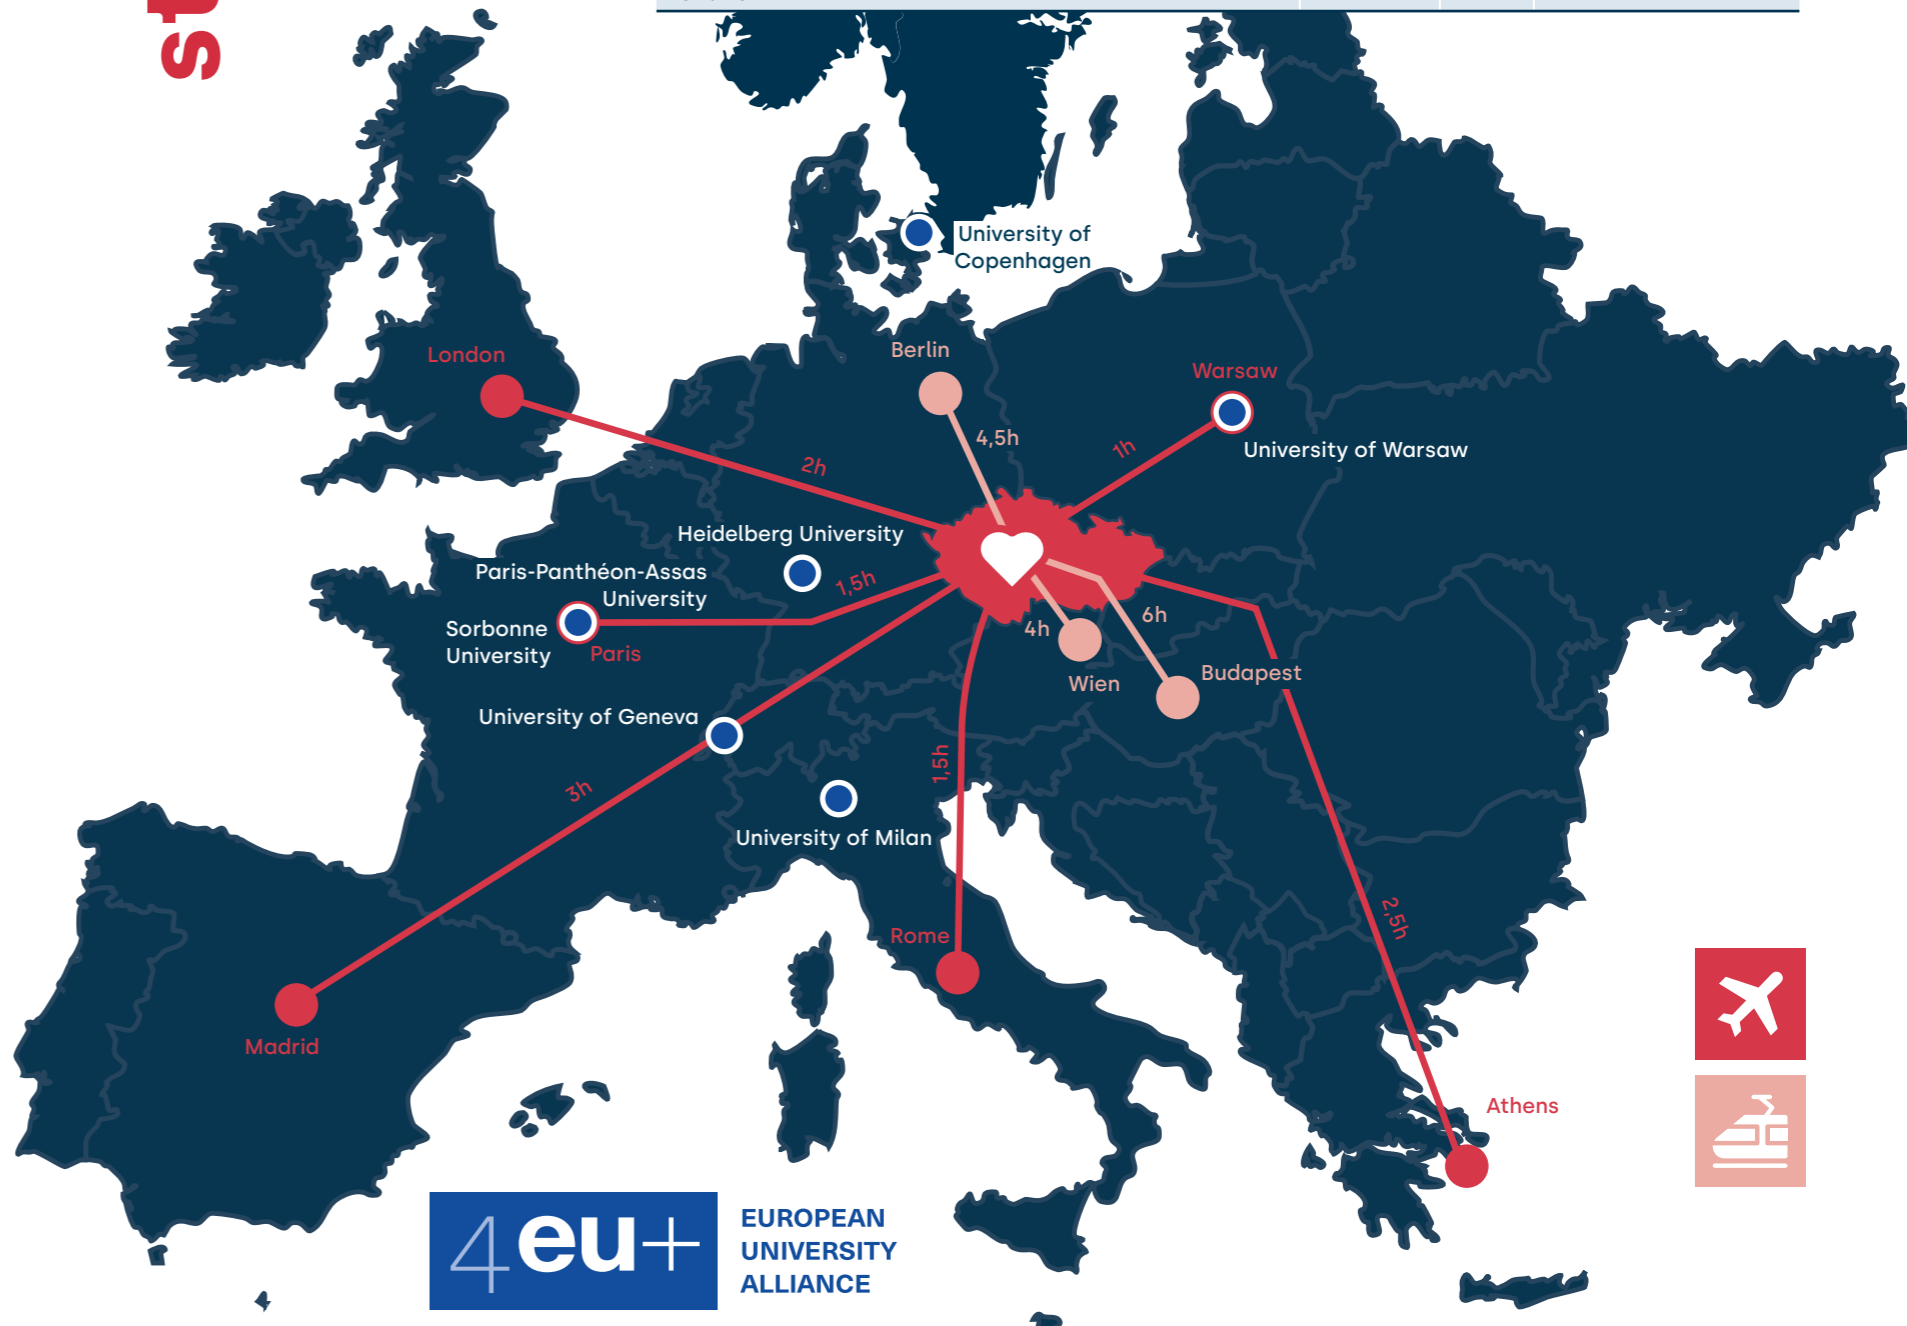 st
University of
Copenhagen
London
Berlin
Warsaw
4,5h
1h
University of Warsaw
2h
Heidelberg University
Paris-Panthéon-Assas
University
1,5h
Sorbonne
University
Paris
4h
6h
Wien
Budapest
University of Geneva
1,5h
3h
University of Milan
2,5h
Rome
Madrid
Athens
4eu+
EUROPEAN
UNIVERSITY
ALLIANCE